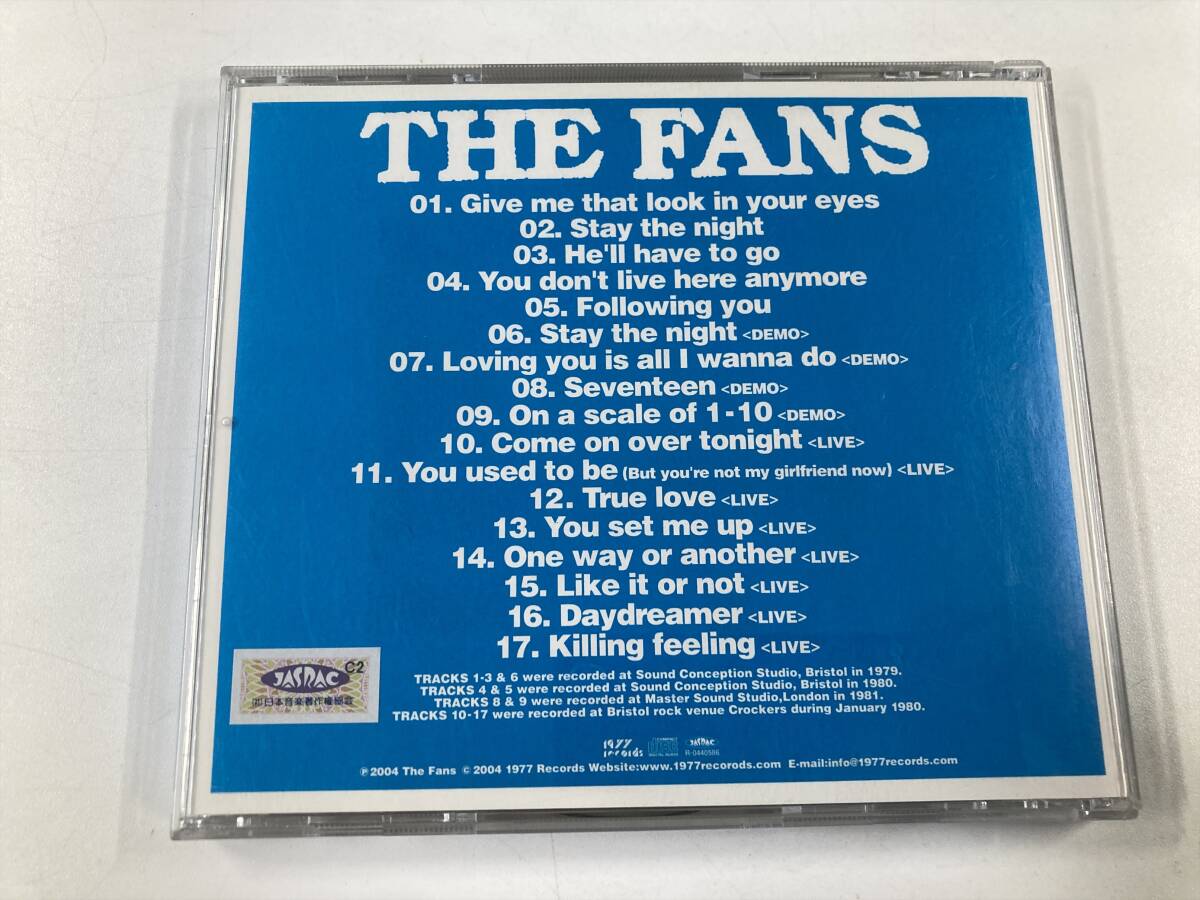 THE FANS
01. Give me that look in your eyes
02. Stay the night
03. He'll have to go
04. You don't live here anymore
05. Following you
06. Stay the night <DEMO>
07. Loving you is all I wanna do <DEMO>
08. Seventeen <DEMO>
09. On a scale of 1-10 <DEMO>
10. Come on over tonight <LIVE>
11. You used to be (But you're not my girlfriend now) <LIVE>
12. True love <LIVE>
13. You set me up <LIVE>
14. One way or another <LIVE>
15. Like it or not <LIVE>
16. Daydreamer <LIVE>
17. Killing feeling <LIVE>
C2
JASRAC
TRACKS 1-3 & 6 were recorded at Sound Conception Studio, Bristol in 1979.
TRACKS 4 & 5 were recorded at Sound Conception Studio, Bristol in 1980.
TRACKS 8 & 9 were recorded at Master Sound Studio,London in 1981.
TRACKS 10-17 were recorded at Bristol rock venue Crockers during January 1980.
1977 records
JASRAC
R-0440586
℗2004 The Fans ©2004 1977 Records Website:www.1977recorods.com E-mail:info@1977records.com